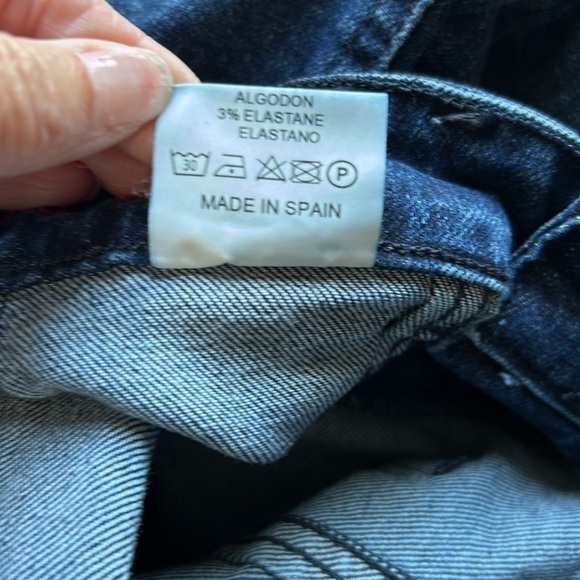 ALGODON
3% ELASTANE
ELASTANO
30 P
MADE IN SPAIN